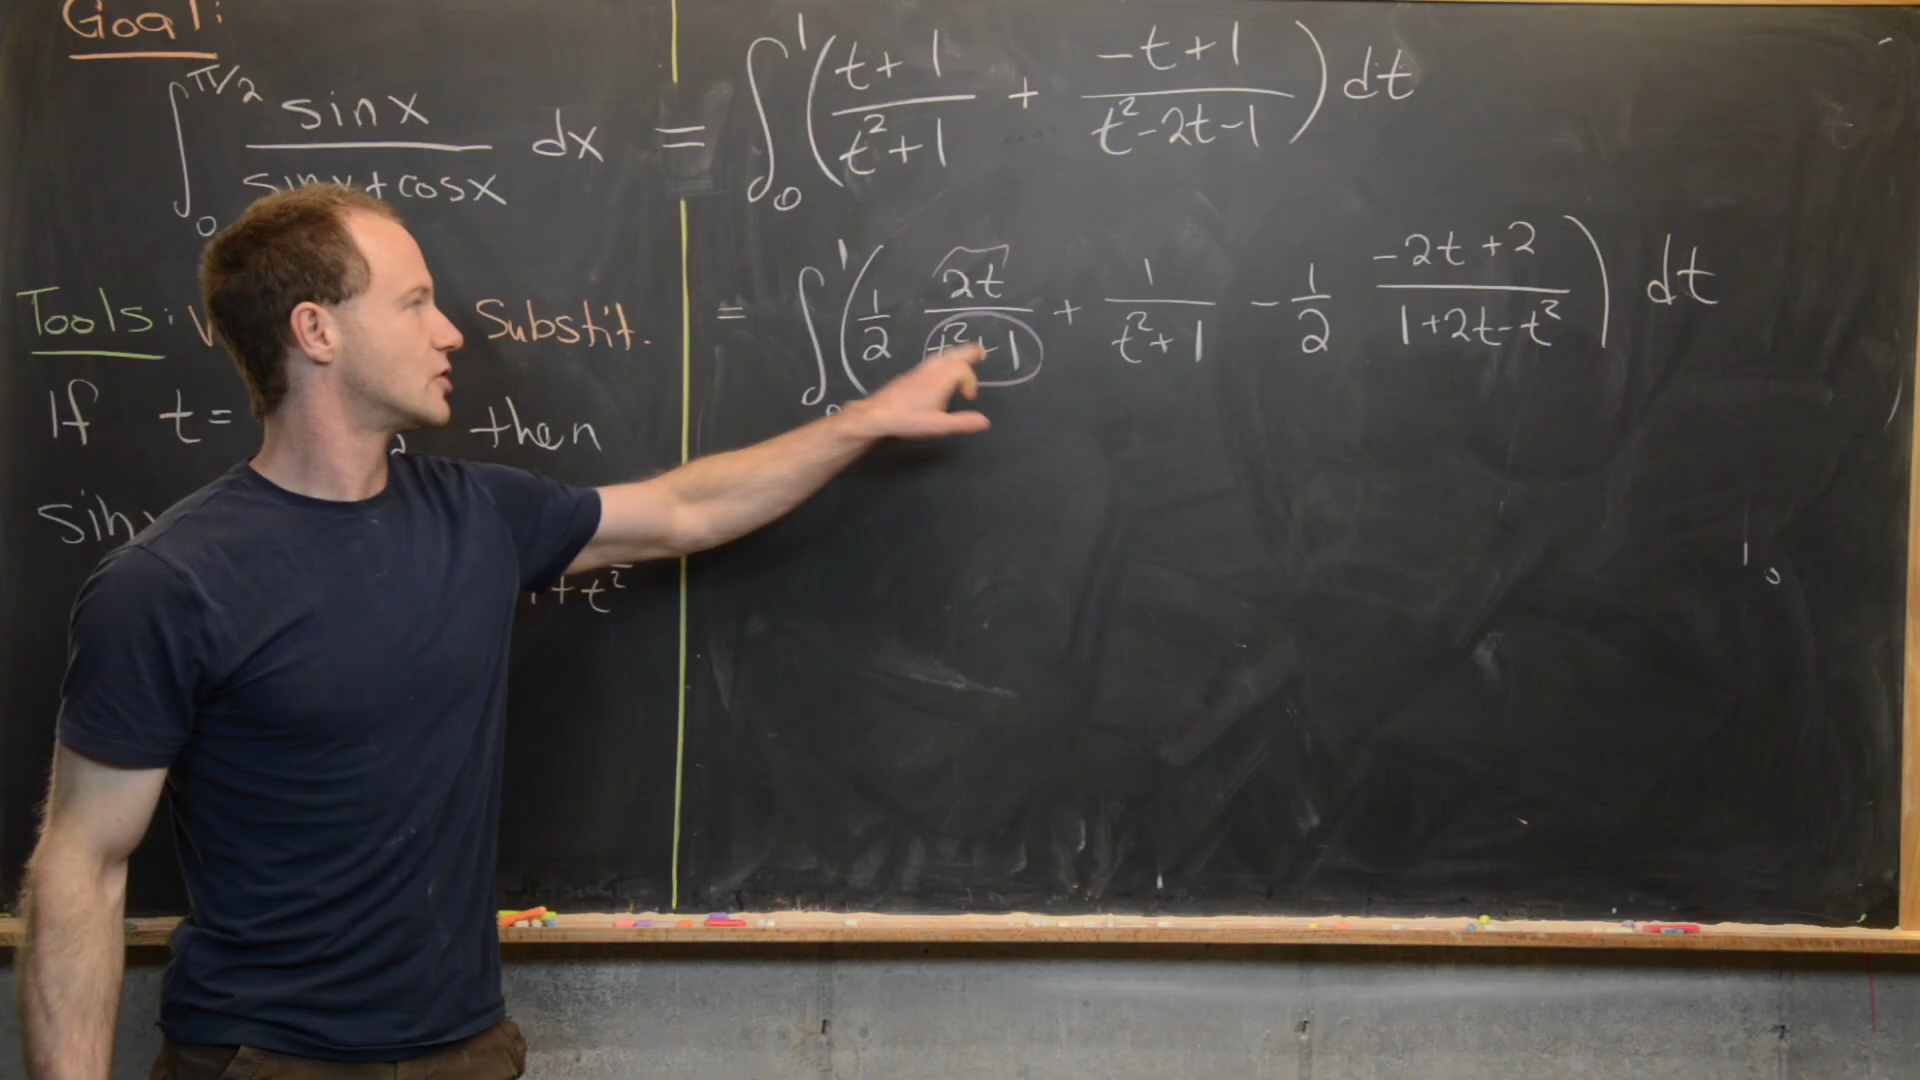 Goal:
∫₀^π/2 sinx / sinx+cosx dx = ∫₀¹ ( t+1 / t²+1 + -t+1 / t²-2t-1 ) dt
= ∫₀¹ ( 1/2 2t / t²+1 + 1 / t²+1 - 1/2 -2t+2 / 1+2t-t² ) dt
Tools: Substit.
If t= then
sin
+t²